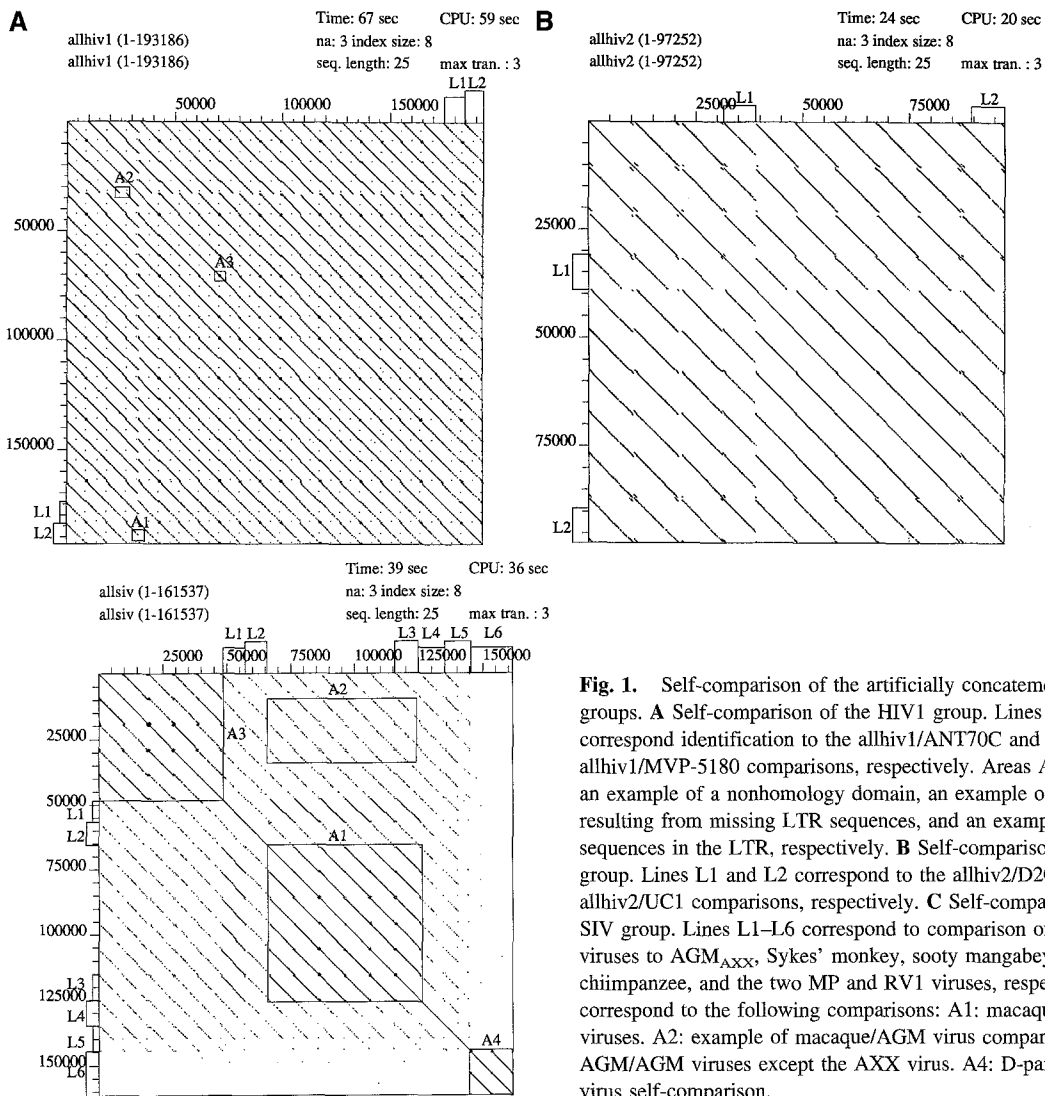 A
Time: 67 sec CPU: 59 sec
allhiv1 (1-193186) na: 3 index size: 8
allhiv1 (1-193186) seq. length: 25 max tran. : 3
L1 L2
50000 100000 150000
A2
50000
A3
100000
150000
L1
L2
A1
B
Time: 24 sec CPU: 20 sec
allhiv2 (1-97252) na: 3 index size: 8
allhiv2 (1-97252) seq. length: 25 max tran. : 3
25000 L1 50000 75000 L2
25000
L1
50000
75000
L2
Time: 39 sec CPU: 36 sec
allsiv (1-161537) na: 3 index size: 8
allsiv (1-161537) seq. length: 25 max tran. : 3
L1 L2 L3 L4 L5 L6
25000 50000 75000 100000 125000 150000
A2
25000
A3
50000
L1
L2
A1
75000
100000
L3
125000
L4
L5
A4
150000
L6
Fig. 1. Self-comparison of the artificially concateme
groups. A Self-comparison of the HIV1 group. Lines
correspond identification to the allhiv1/ANT70C and
allhiv1/MVP-5180 comparisons, respectively. Areas A
an example of a nonhomology domain, an example o
resulting from missing LTR sequences, and an examp
sequences in the LTR, respectively. B Self-compariso
group. Lines L1 and L2 correspond to the allhiv2/D20
allhiv2/UC1 comparisons, respectively. C Self-compa
SIV group. Lines L1–L6 correspond to comparison o
viruses to AGMAXX, Sykes' monkey, sooty mangabey
chiimpanzee, and the two MP and RV1 viruses, respe
correspond to the following comparisons: A1: macaqu
viruses. A2: example of macaque/AGM virus compar
AGM/AGM viruses except the AXX virus. A4: D-par
virus self-comparison.